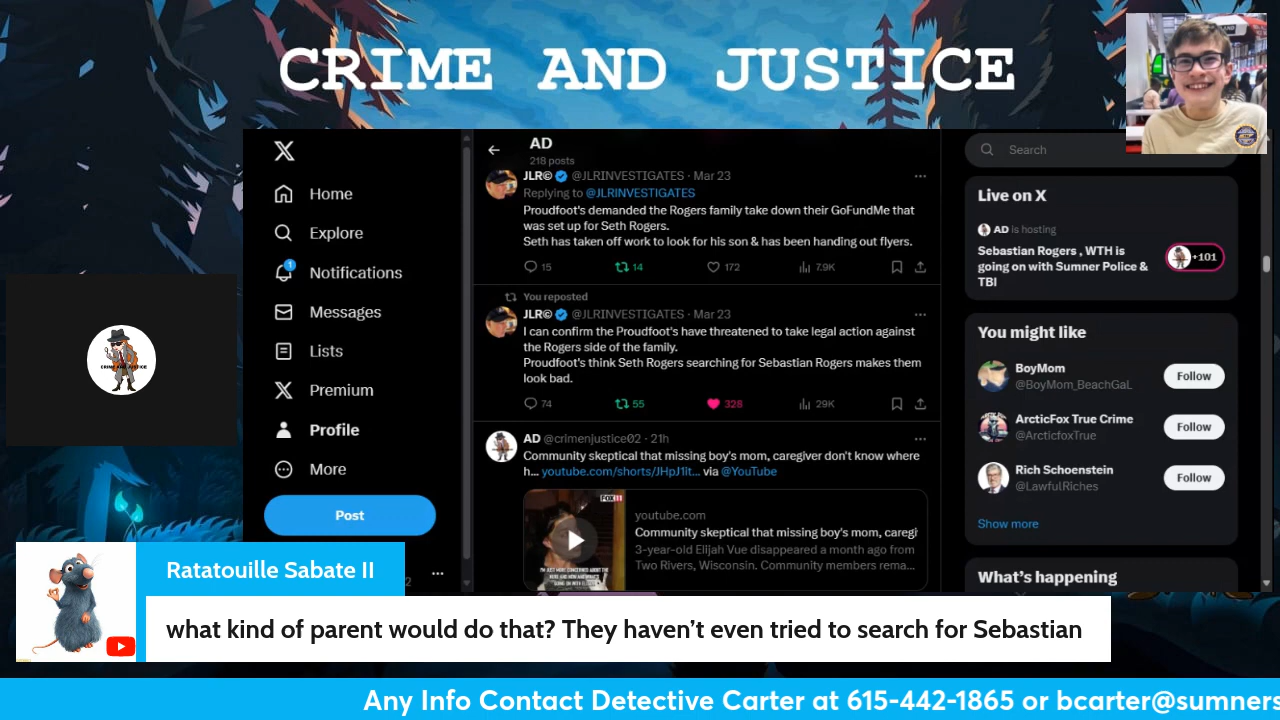 CRIME AND JUSTICE
AD
218 posts
Home
Explore
1
Notifications
Messages
Lists
Premium
Profile
More
Post
JLR© @JLRINVESTIGATES · Mar 23
Replying to @JLRINVESTIGATES
Proudfoot's demanded the Rogers family take down their GoFundMe that
was set up for Seth Rogers.
Seth has taken off work to look for his son & has been handing out flyers.
15 14 172 7.9K
You reposted
JLR© @JLRINVESTIGATES · Mar 23
I can confirm the Proudfoot's have threatened to take legal action against
the Rogers side of the family.
Proudfoot's think Seth Rogers searching for Sebastian Rogers makes them
look bad.
74 55 328 29K
AD @crimenjustice02 · 21h
Community skeptical that missing boy's mom, caregiver don't know where
h... youtube.com/shorts/JHpJ1lt... via @YouTube
youtube.com
Community skeptical that missing boy's mom, caregi
3-year-old Elijah Vue disappeared a month ago from
Two Rivers, Wisconsin. Community members rema...
Search
Live on X
AD is hosting
Sebastian Rogers , WTH is
going on with Sumner Police &
TBI
+101
You might like
BoyMom
@BoyMom_BeachGaL
Follow
ArcticFox True Crime
@ArcticfoxTrue
Follow
Rich Schoenstein
@LawfulRiches
Follow
Show more
What's happening
CRIME AND JUSTICE
Ratatouille Sabate II
what kind of parent would do that? They haven't even tried to search for Sebastian
Any Info Contact Detective Carter at 615-442-1865 or bcarter@sumners